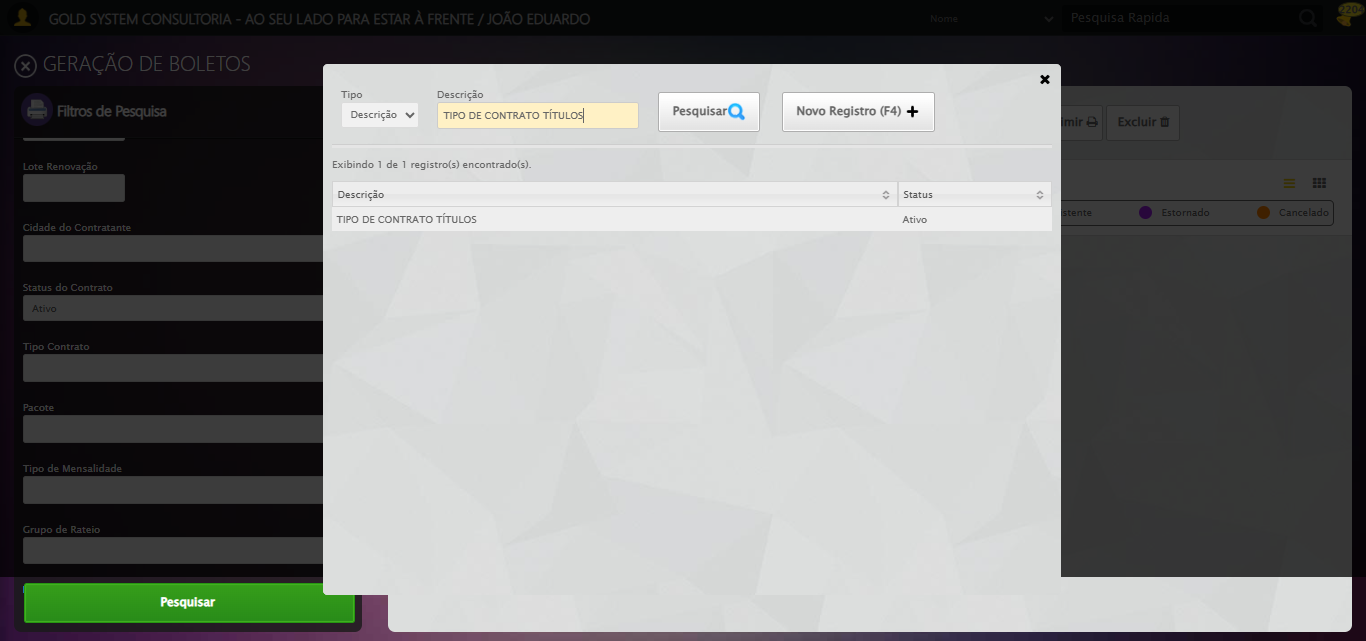 GOLD SYSTEM CONSULTORIA - AO SEU LADO PARA ESTAR À FRENTE / JOÃO EDUARDO
Nome
Pesquisa Rapida
GERAÇÃO DE BOLETOS
Filtros de Pesquisa
Tipo
Descrição
Descrição
TIPO DE CONTRATO TÍTULOS
Pesquisar
Novo Registro (F4)
imir
Excluir
Exibindo 1 de 1 registro(s) encontrado(s).
Descrição
Status
TIPO DE CONTRATO TÍTULOS
Ativo
stente
Estornado
Cancelado
Lote Renovação
Cidade do Contratante
Status do Contrato
Ativo
Tipo Contrato
Pacote
Tipo de Mensalidade
Grupo de Rateio
Pesquisar